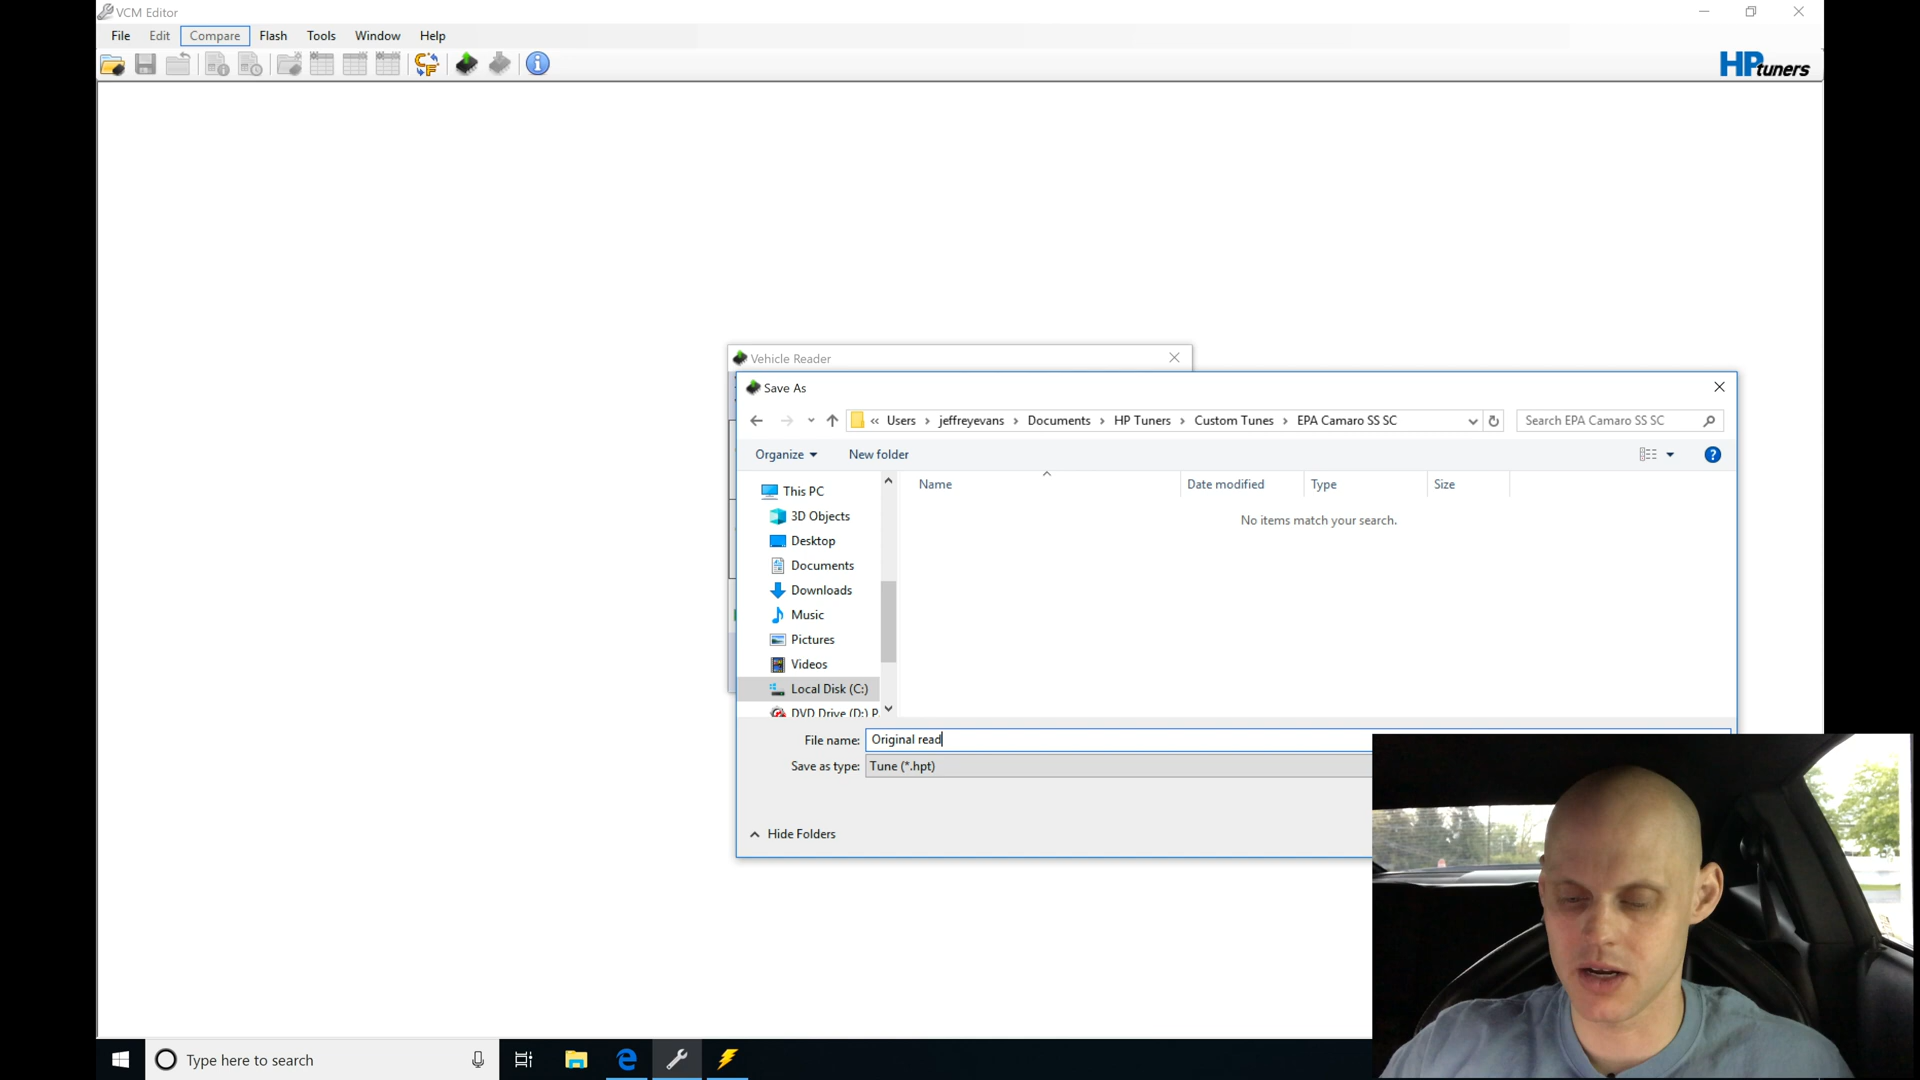 VCM Editor
File Edit Compare Flash Tools Window Help
HPtuners
Vehicle Reader
Save As
« Users › jeffreyevans › Documents › HP Tuners › Custom Tunes › EPA Camaro SS SC
Search EPA Camaro SS SC
Organize New folder
Name Date modified Type Size
No items match your search.
This PC
3D Objects
Desktop
Documents
Downloads
Music
Pictures
Videos
Local Disk (C:)
DVD Drive (D:) P
File name: Original read
Save as type: Tune (*.hpt)
Hide Folders
Type here to search